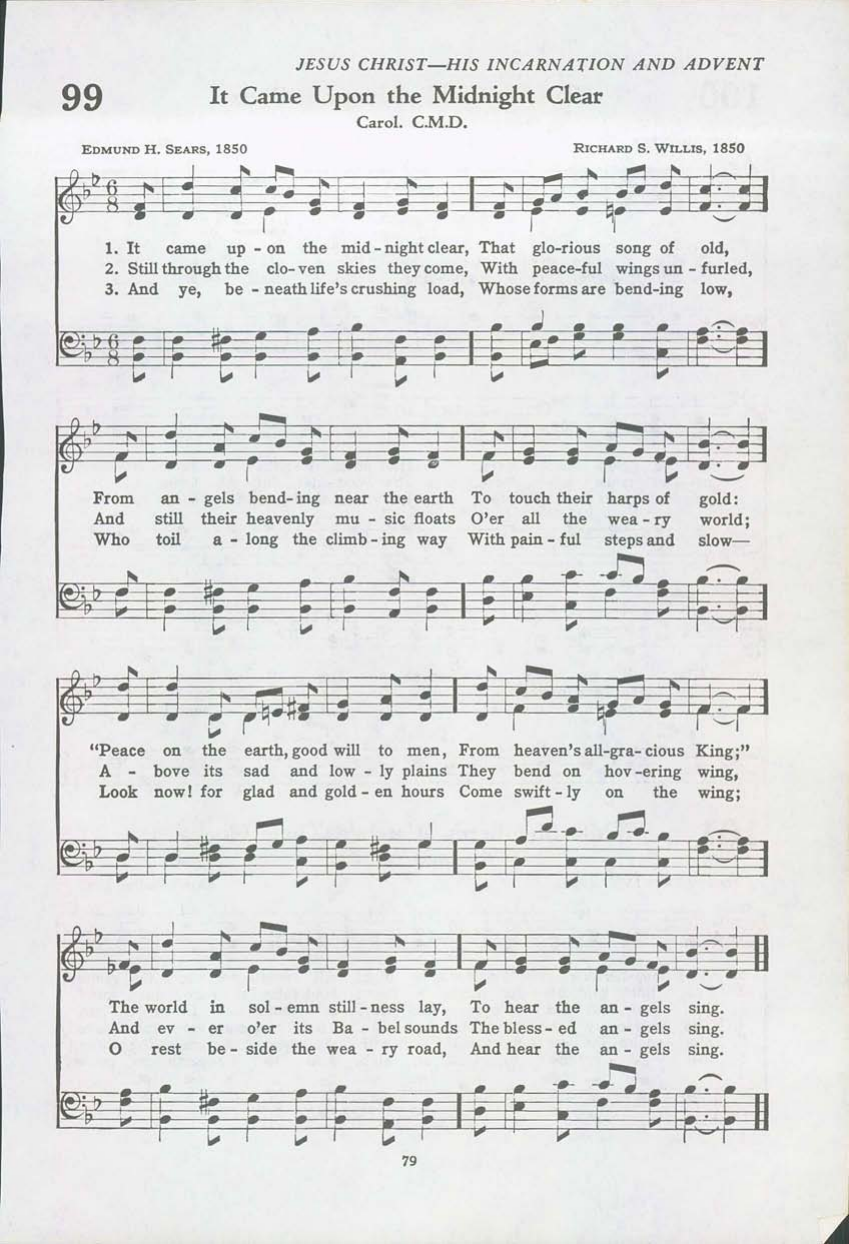 JESUS CHRIST—HIS INCARNATION AND ADVENT
99 It Came Upon the Midnight Clear
Carol. C.M.D.
EDMUND H. SEARS, 1850 RICHARD S. WILLIS, 1850
6 8
1. It came up - on the mid - night clear, That glo-rious song of old,
2. Still through the clo- ven skies they come, With peace-ful wings un - furled,
3. And ye, be - neath life's crushing load, Whose forms are bend-ing low,
6 8
From an - gels bend- ing near the earth To touch their harps of gold:
And still their heavenly mu - sic floats O'er all the wea - ry world;
Who toil a - long the climb - ing way With pain - ful steps and slow—
“Peace on the earth, good will to men, From heaven's all-gra- cious King;”
A - bove its sad and low - ly plains They bend on hov-ering wing,
Look now! for glad and gold - en hours Come swift - ly on the wing;
The world in sol - emn still - ness lay, To hear the an - gels sing.
And ev - er o'er its Ba - bel sounds The bless - ed an - gels sing.
O rest be - side the wea - ry road, And hear the an - gels sing.
79